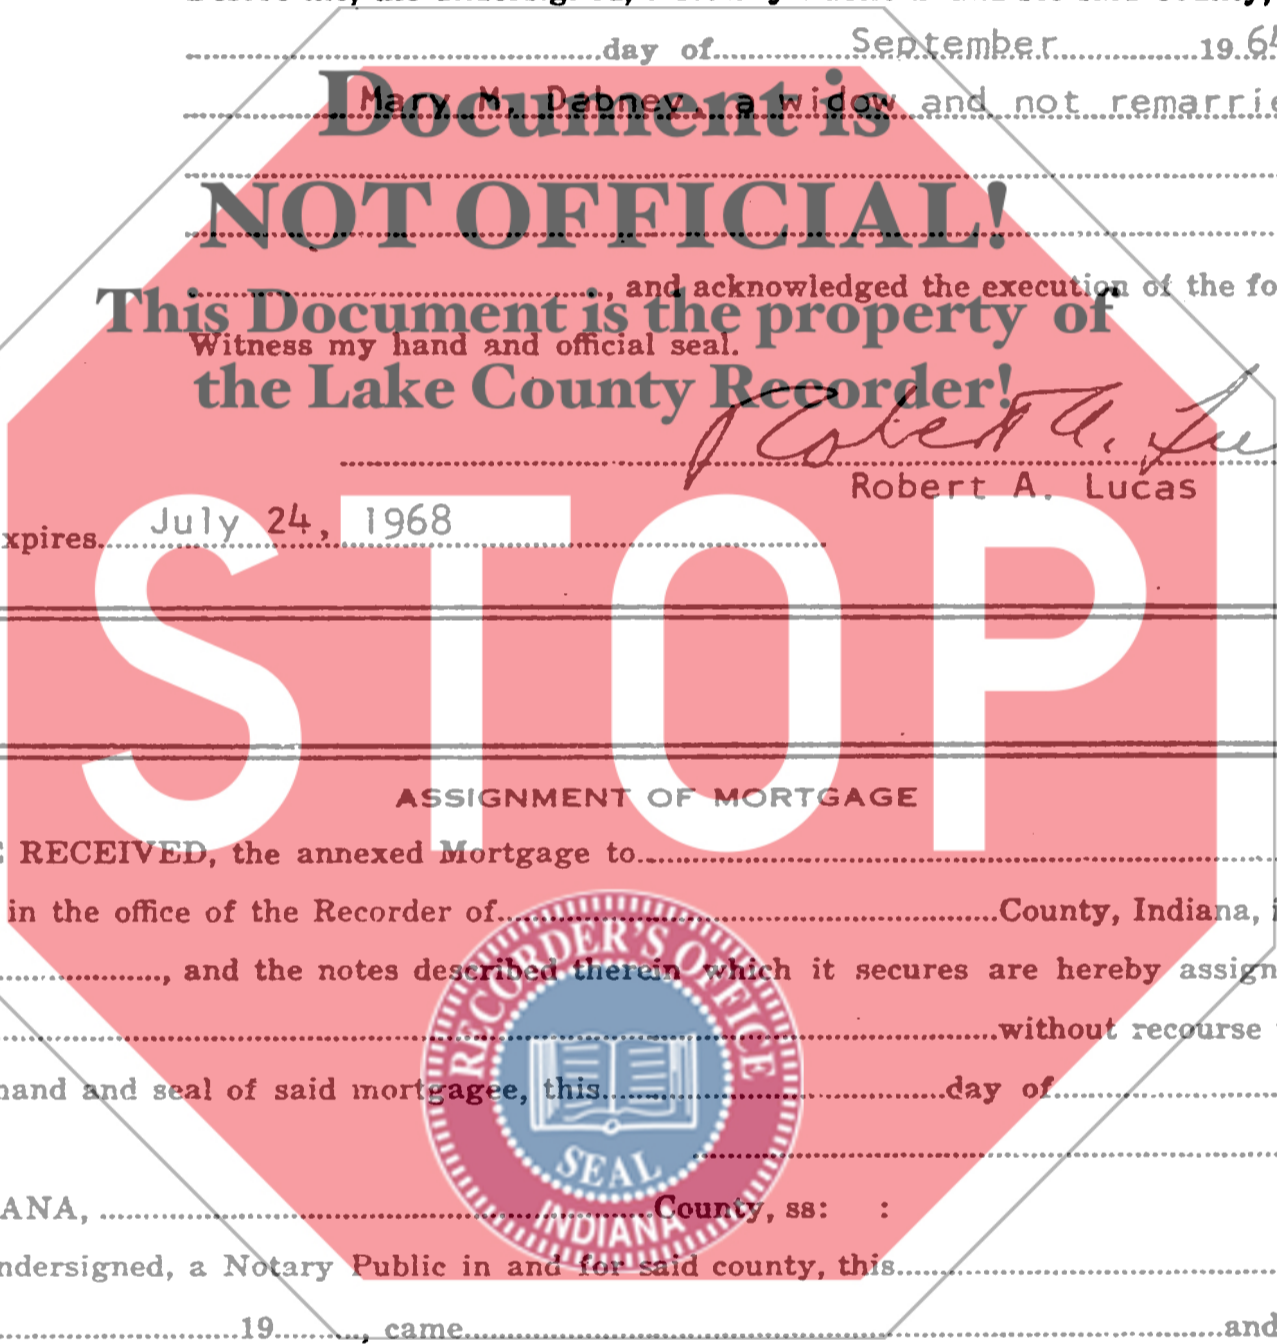 day of September 1964
Mary M. Dabney, a widow and not remarrie
Document is
NOT OFFICIAL!
, and acknowledged the execution of the fo
This Document is the property of
Witness my hand and official seal.
the Lake County Recorder!
Robert A. Lu
Robert A. Lucas
xpires July 24, 1968
STOP
ASSIGNMENT OF MORTGAGE
RECEIVED, the annexed Mortgage to
in the office of the Recorder of County, Indiana, i
, and the notes described therein which it secures are hereby assign
without recourse
hand and seal of said mortgagee, this day of
RECORDER'S OFFICE
SEAL
INDIANA
ANA, County, ss: :
ndersigned, a Notary Public in and for said county, this
19 , came and